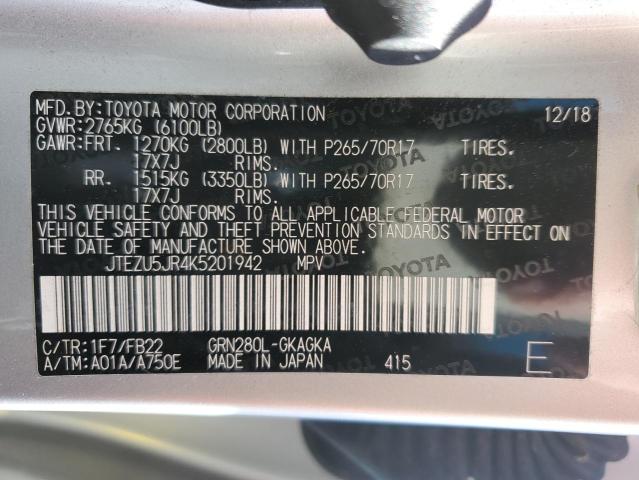 MFD.BY:TOYOTA MOTOR CORPORATION 12/18
GVWR:2765KG (6100LB)
GAWR:FRT. 1270KG (2800LB) WITH P265/70R17 TIRES.
17X7J RIMS.
RR. 1515KG (3350LB) WITH P265/70R17 TIRES.
17X7J RIMS.
THIS VEHICLE CONFORMS TO ALL APPLICABLE FEDERAL MOTOR
VEHICLE SAFETY AND THEFT PREVENTION STANDARDS IN EFFECT ON
THE DATE OF MANUFACTURE SHOWN ABOVE.
JTEZU5JR4K5201942 MPV
C/TR:1F7/FB22 GRN280L-GKAGKA
A/TM:A01A/A750E MADE IN JAPAN 415 E